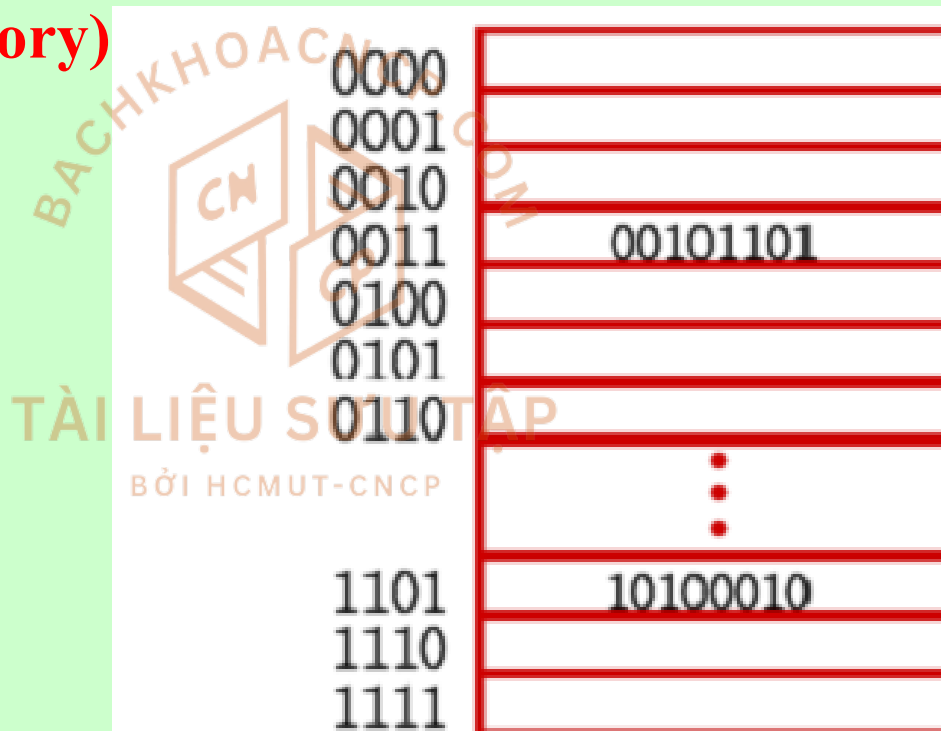 ory)
BACHKHOACNCP.COM
0000
0001
0010
0011 00101101
0100
0101
0110
CN
CP
TÀI LIỆU SƯU TẬP
BỞI HCMUT-CNCP
1101 10100010
1110
1111